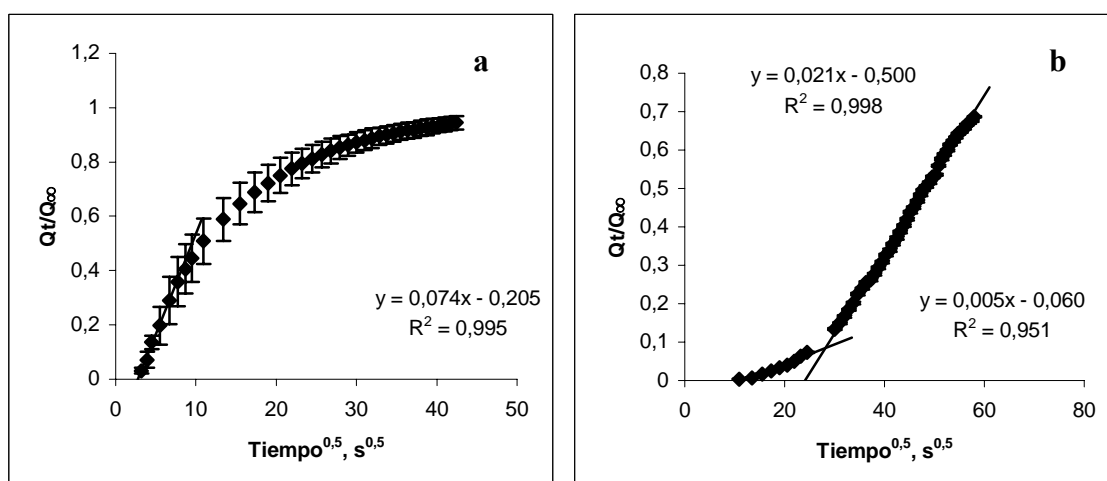 a
1,2
1
0,8
0,6
0,4
0,2
0
Qt/Q∞
y = 0,074x - 0,205
R² = 0,995
0 10 20 30 40 50
Tiempo⁰,⁵, s⁰,⁵
b
0,8
0,7
0,6
0,5
0,4
0,3
0,2
0,1
0
Qt/Q∞
y = 0,021x - 0,500
R² = 0,998
y = 0,005x - 0,060
R² = 0,951
0 20 40 60 80
Tiempo⁰,⁵, s⁰,⁵